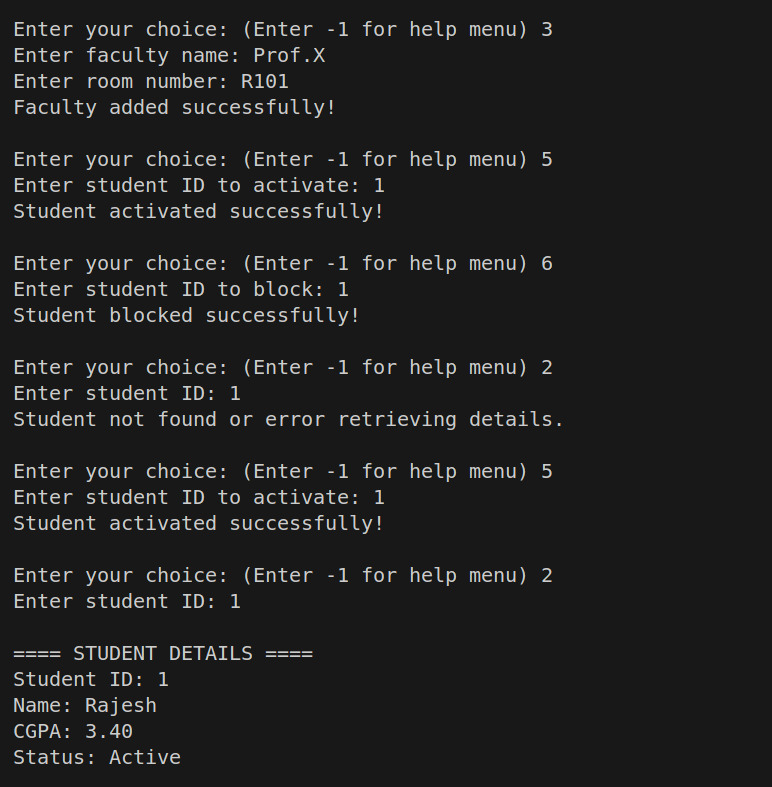 Enter your choice: (Enter -1 for help menu) 3
Enter faculty name: Prof.X
Enter room number: R101
Faculty added successfully!
Enter your choice: (Enter -1 for help menu) 5
Enter student ID to activate: 1
Student activated successfully!
Enter your choice: (Enter -1 for help menu) 6
Enter student ID to block: 1
Student blocked successfully!
Enter your choice: (Enter -1 for help menu) 2
Enter student ID: 1
Student not found or error retrieving details.
Enter your choice: (Enter -1 for help menu) 5
Enter student ID to activate: 1
Student activated successfully!
Enter your choice: (Enter -1 for help menu) 2
Enter student ID: 1
==== STUDENT DETAILS ====
Student ID: 1
Name: Rajesh
CGPA: 3.40
Status: Active